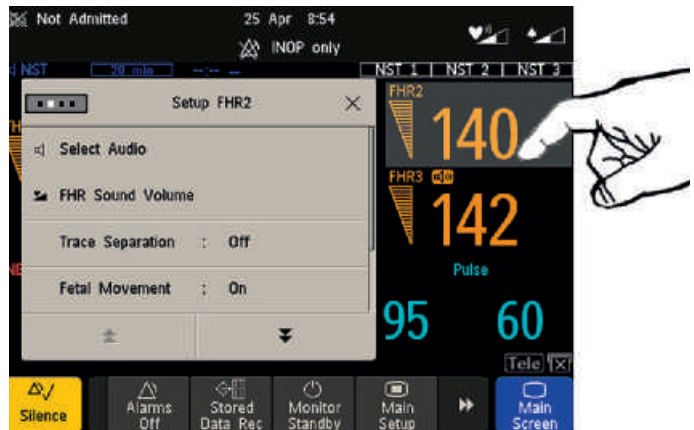 Not Admitted 25 Apr 8:54
INOP only
NST 20 min --:-- -- NST 1 NST 2 NST 3
Setup FHR2
FHR2
140
Select Audio
FHR Sound Volume
FHR3
142
Trace Separation : Off
Fetal Movement : On
Pulse
95 60
Tele
Silence
Alarms Off
Stored Data Rec
Monitor Standby
Main Setup
Main Screen